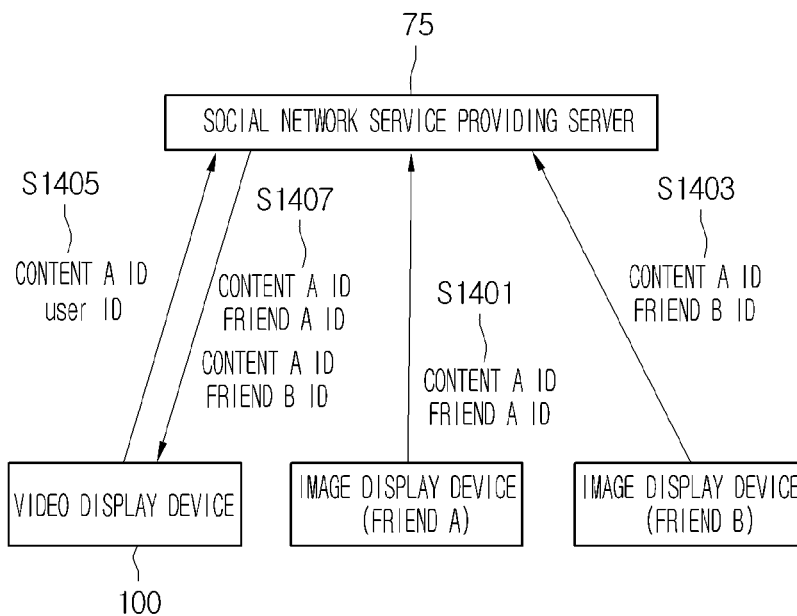 75
SOCIAL NETWORK SERVICE PROVIDING SERVER
S1405
CONTENT A ID
user ID
S1407
CONTENT A ID
FRIEND A ID
CONTENT A ID
FRIEND B ID
S1401
CONTENT A ID
FRIEND A ID
S1403
CONTENT A ID
FRIEND B ID
VIDEO DISPLAY DEVICE
100
IMAGE DISPLAY DEVICE
(FRIEND A)
IMAGE DISPLAY DEVICE
(FRIEND B)